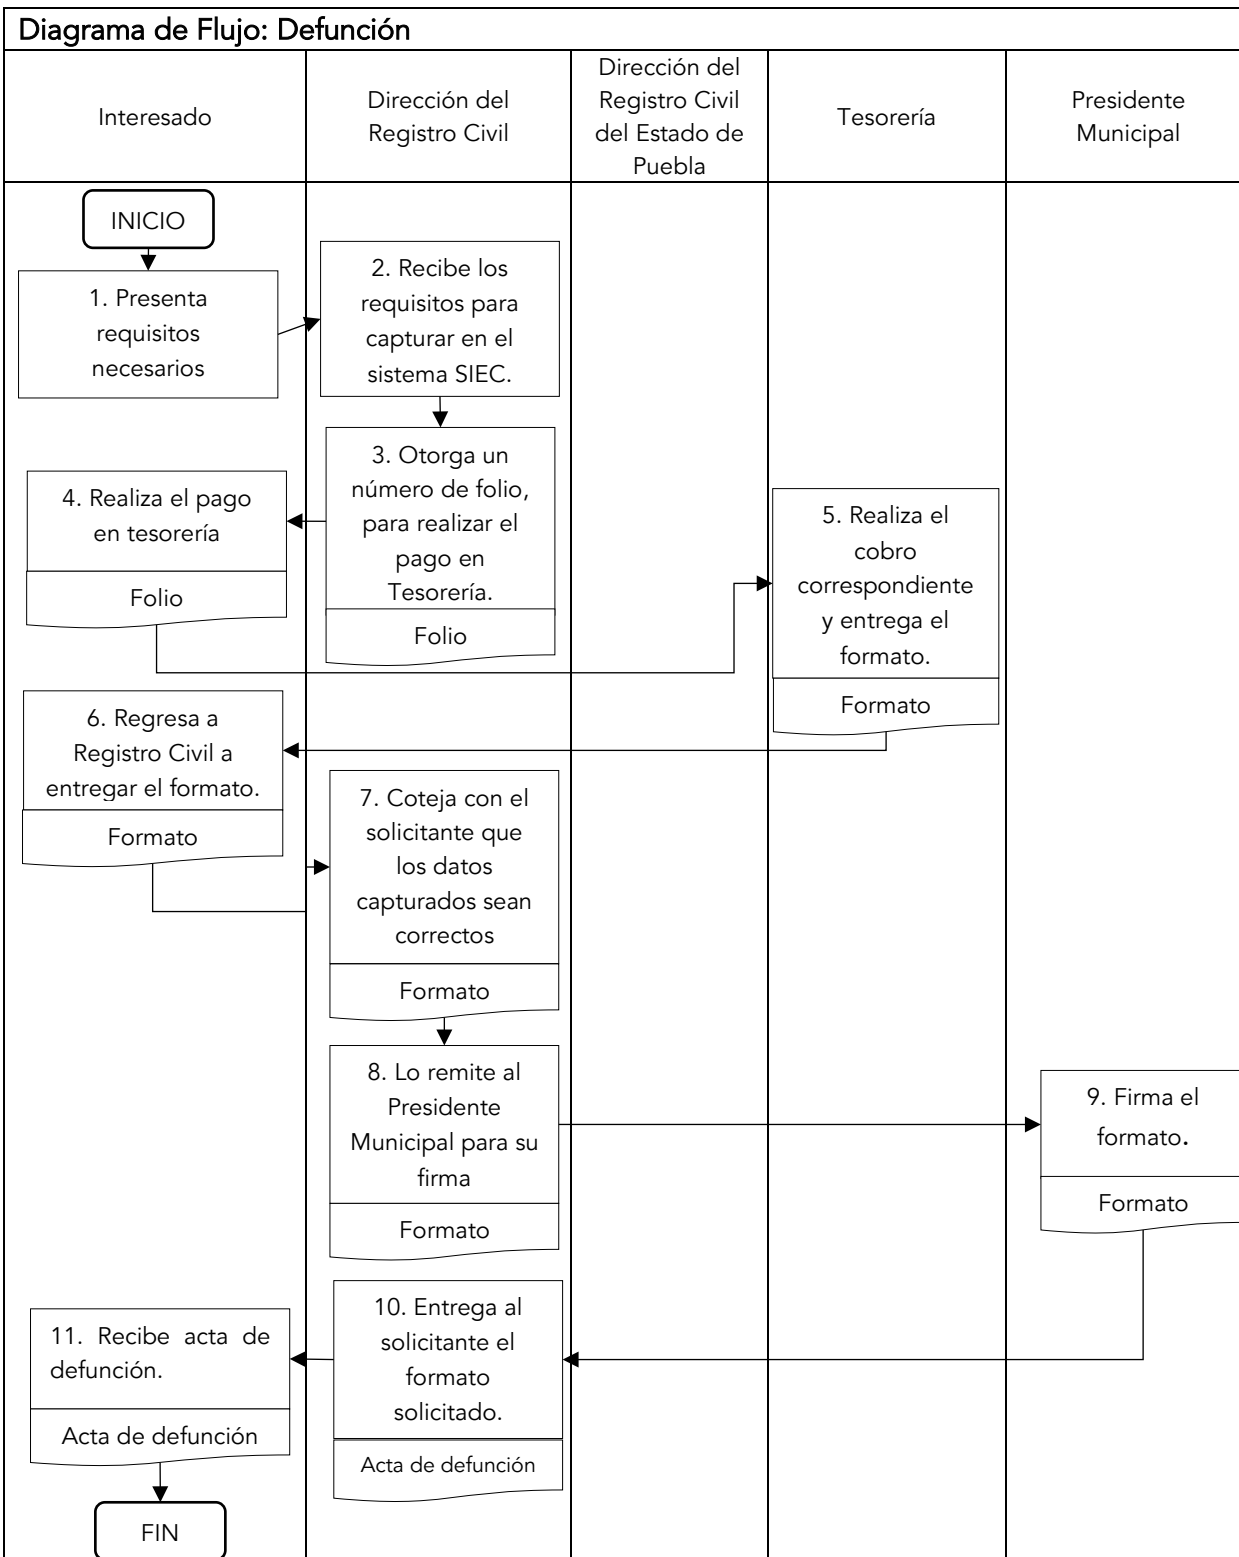 Diagrama de Flujo: Defunción
Interesado
Dirección del
Registro Civil
Dirección del
Registro Civil
del Estado de
Puebla
Tesorería
Presidente
Municipal
INICIO
1. Presenta
requisitos
necesarios
2. Recibe los
requisitos para
capturar en el
sistema SIEC.
3. Otorga un
número de folio,
para realizar el
pago en
Tesorería.
Folio
4. Realiza el pago
en tesorería
Folio
5. Realiza el
cobro
correspondiente
y entrega el
formato.
Formato
6. Regresa a
Registro Civil a
entregar el formato.
Formato
7. Coteja con el
solicitante que
los datos
capturados sean
correctos
Formato
8. Lo remite al
Presidente
Municipal para su
firma
Formato
9. Firma el
formato.
Formato
10. Entrega al
solicitante el
formato
solicitado.
Acta de defunción
11. Recibe acta de
defunción.
Acta de defunción
FIN